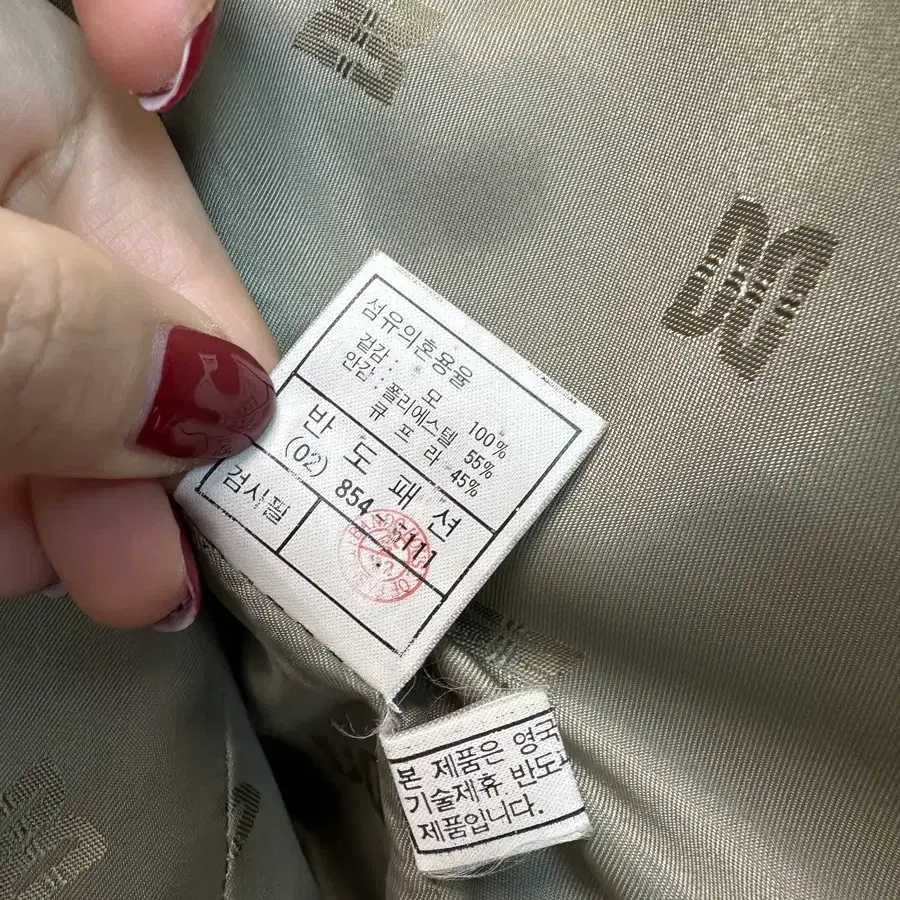 섬유의혼용율
겉감 : 모 100%
안감 : 폴리에스텔 55%
큐 프 라 45%
반 도 패 션
(02) 854-5111
검사필
본 제품은 영국
기술제휴 반도
제품입니다.